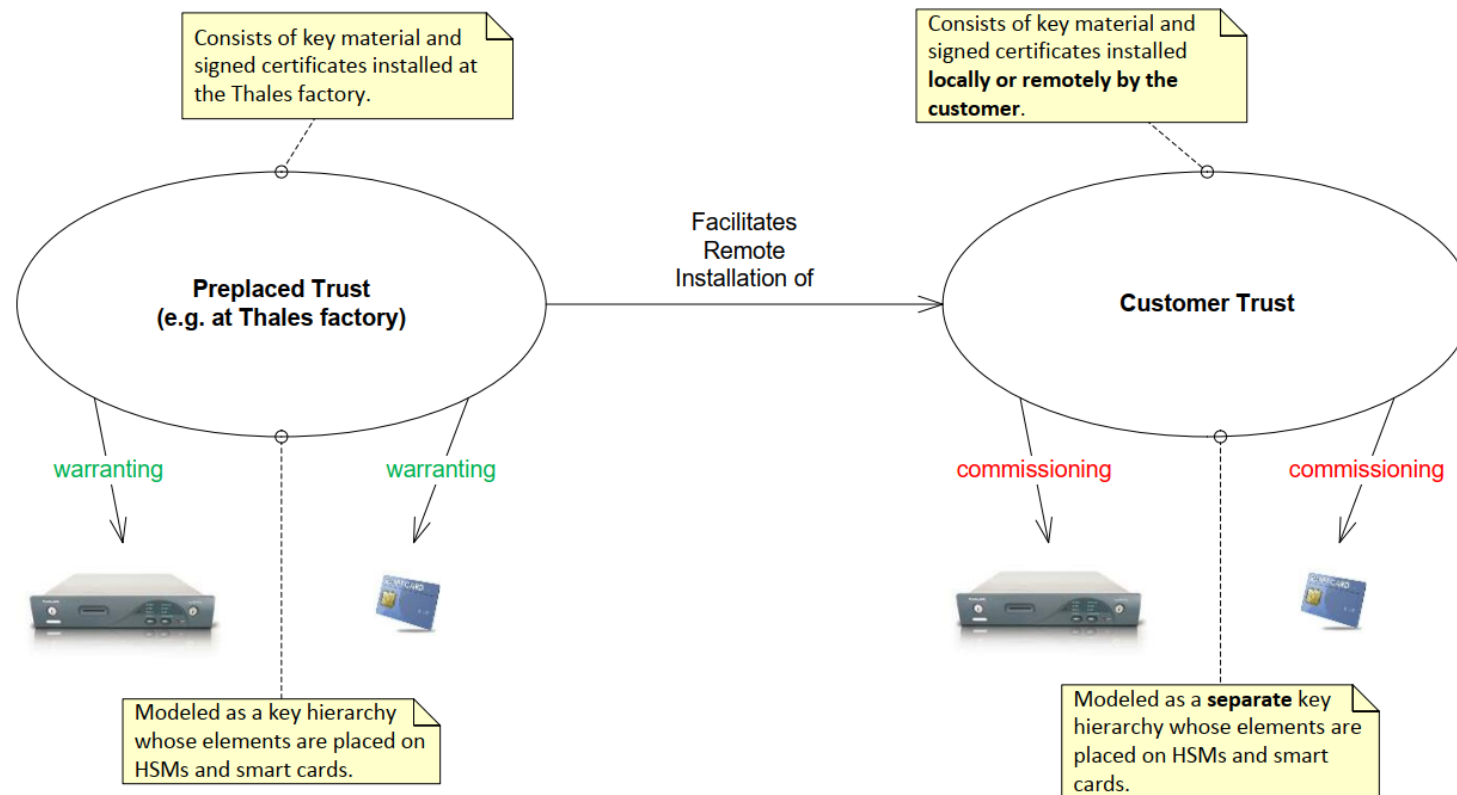 Consists of key material and
signed certificates installed at
the Thales factory.
Consists of key material and
signed certificates installed
locally or remotely by the
customer.
Facilitates
Remote
Installation of
Preplaced Trust
(e.g. at Thales factory)
Customer Trust
warranting
warranting
commissioning
commissioning
Modeled as a key hierarchy
whose elements are placed on
HSMs and smart cards.
Modeled as a separate key
hierarchy whose elements are
placed on HSMs and smart
cards.